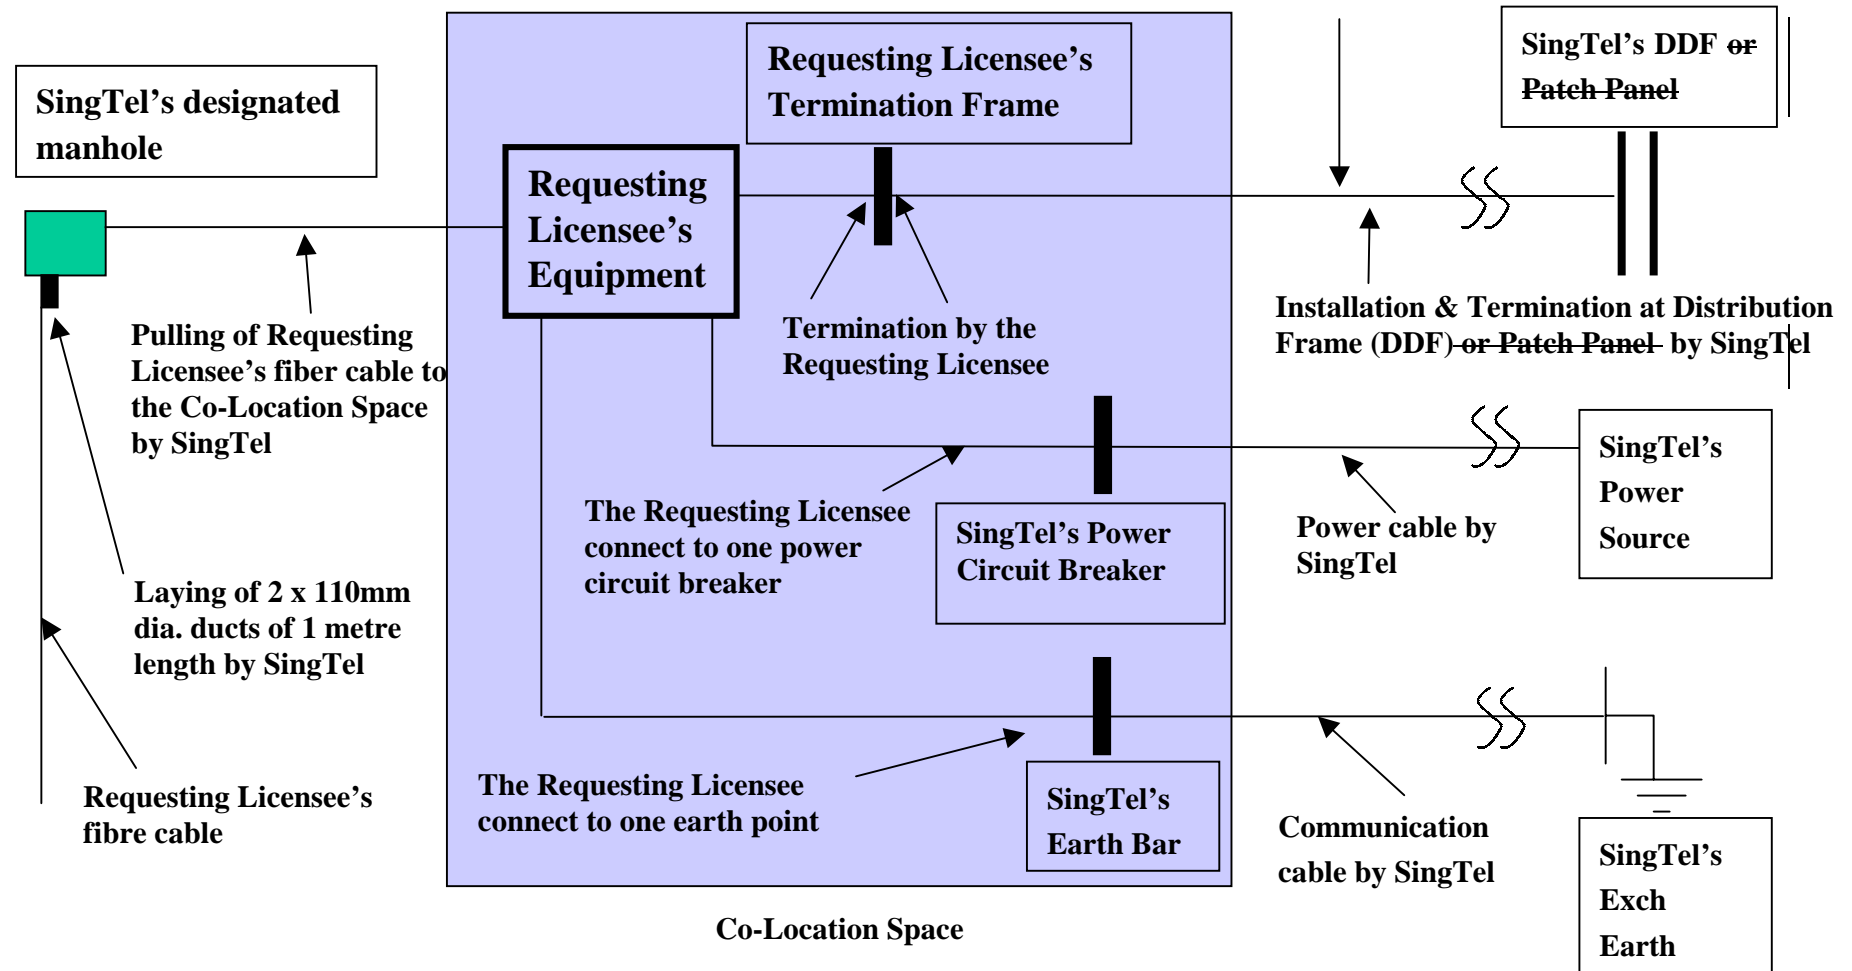 SingTel's designated
manhole
Requesting Licensee's
Termination Frame
SingTel's DDF or
Patch Panel
Requesting
Licensee's
Equipment
Pulling of Requesting
Licensee's fiber cable to
the Co-Location Space
by SingTel
Termination by the
Requesting Licensee
Installation & Termination at Distribution
Frame (DDF) or Patch Panel by SingTel
The Requesting Licensee
connect to one power
circuit breaker
SingTel's Power
Circuit Breaker
Power cable by
SingTel
SingTel's
Power
Source
Laying of 2 x 110mm
dia. ducts of 1 metre
length by SingTel
Requesting Licensee's
fibre cable
The Requesting Licensee
connect to one earth point
SingTel's
Earth Bar
Communication
cable by SingTel
SingTel's
Exch
Earth
Co-Location Space